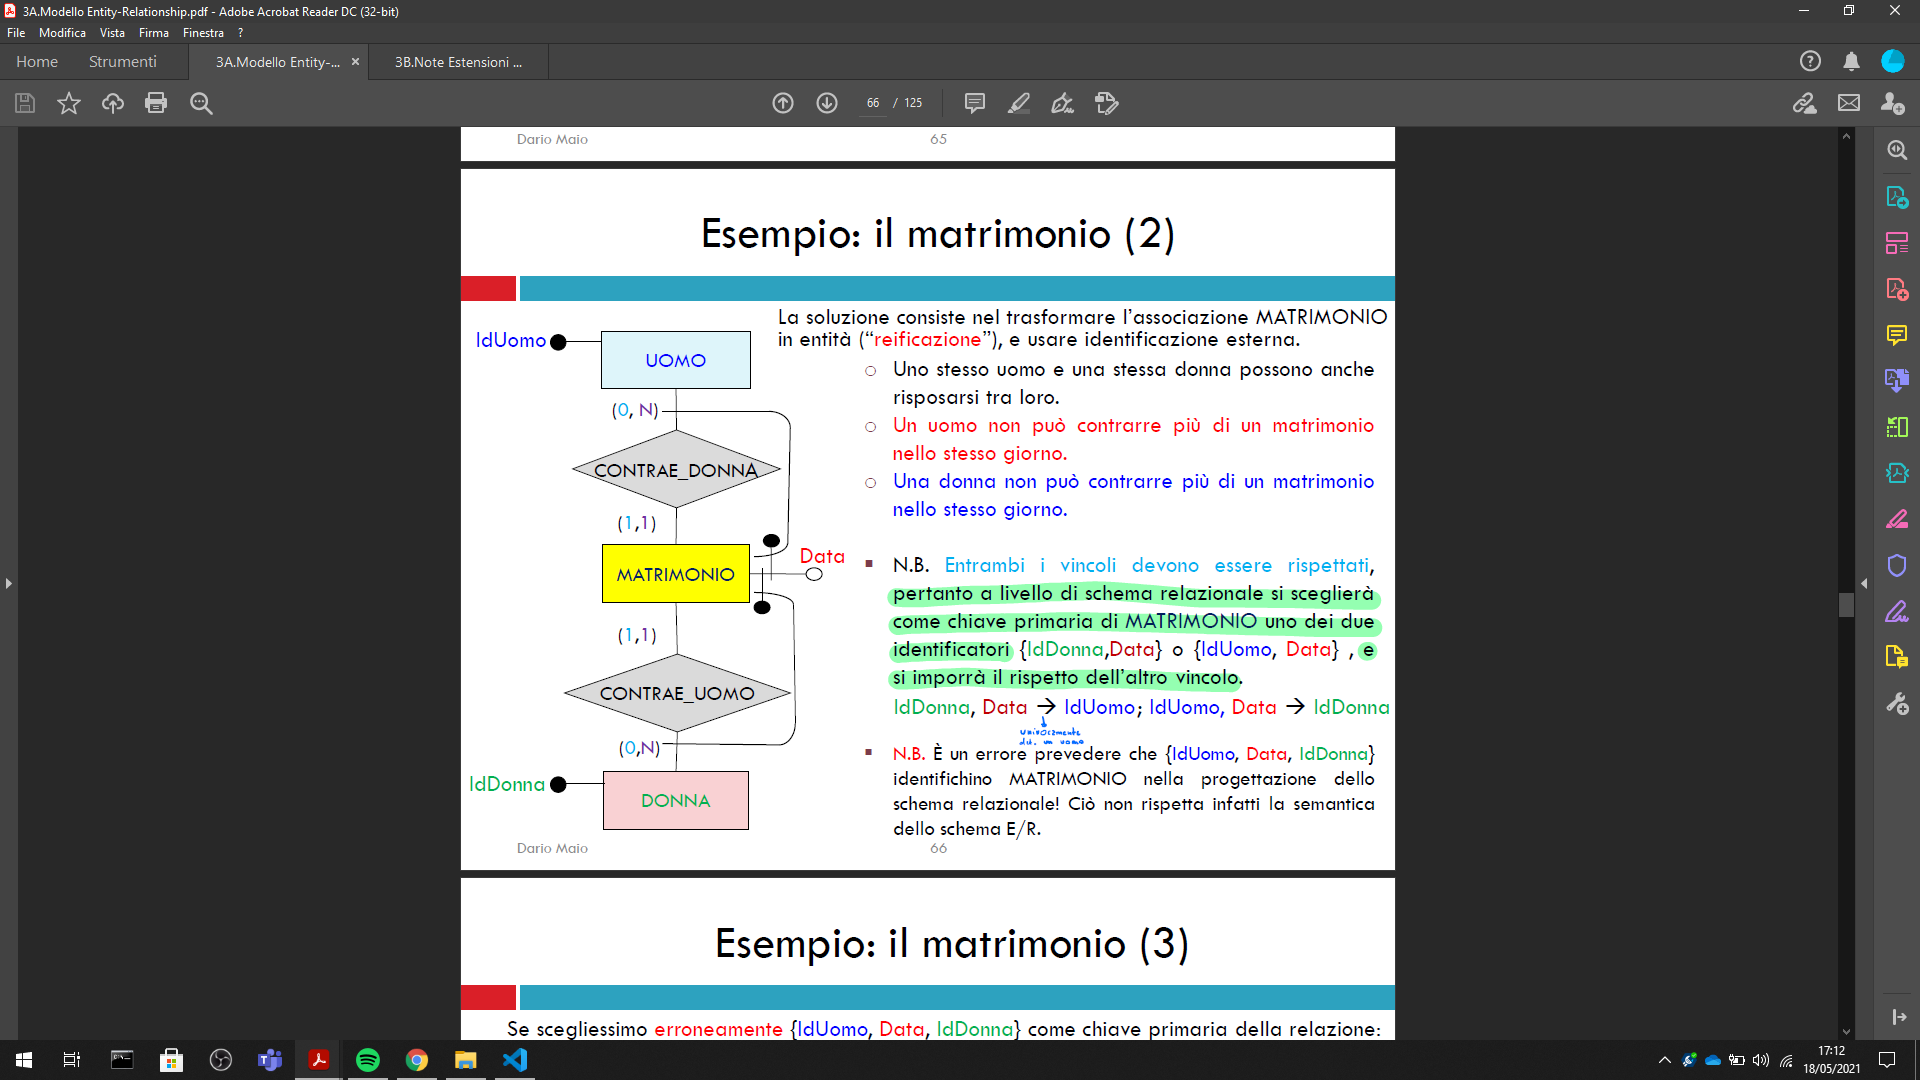 3A.Modello Entity-Relationship.pdf - Adobe Acrobat Reader DC (32-bit)
File Modifica Vista Firma Finestra ?
Home Strumenti 3A.Modello Entity-... × 3B.Note Estensioni ...
66 / 125
Dario Maio 65
Esempio: il matrimonio (2)
La soluzione consiste nel trasformare l'associazione MATRIMONIO
in entità ("reificazione"), e usare identificazione esterna.
Uno stesso uomo e una stessa donna possono anche
risposarsi tra loro.
Un uomo non può contrarre più di un matrimonio
nello stesso giorno.
Una donna non può contrarre più di un matrimonio
nello stesso giorno.
N.B. Entrambi i vincoli devono essere rispettati,
pertanto a livello di schema relazionale si sceglierà
come chiave primaria di MATRIMONIO uno dei due
identificatori {IdDonna,Data} o {IdUomo, Data} , e
si imporrà il rispetto dell'altro vincolo.
IdDonna, Data → IdUomo; IdUomo, Data → IdDonna
univocamente
det. un uomo
N.B. È un errore prevedere che {IdUomo, Data, IdDonna}
identifichino MATRIMONIO nella progettazione dello
schema relazionale! Ciò non rispetta infatti la semantica
dello schema E/R.
IdUomo
UOMO
(0, N)
CONTRAE_DONNA
(1,1)
Data
MATRIMONIO
(1,1)
CONTRAE_UOMO
(0,N)
IdDonna
DONNA
Dario Maio 66
Esempio: il matrimonio (3)
Se scegliessimo erroneamente {IdUomo, Data, IdDonna} come chiave primaria della relazione:
17:12
18/05/2021